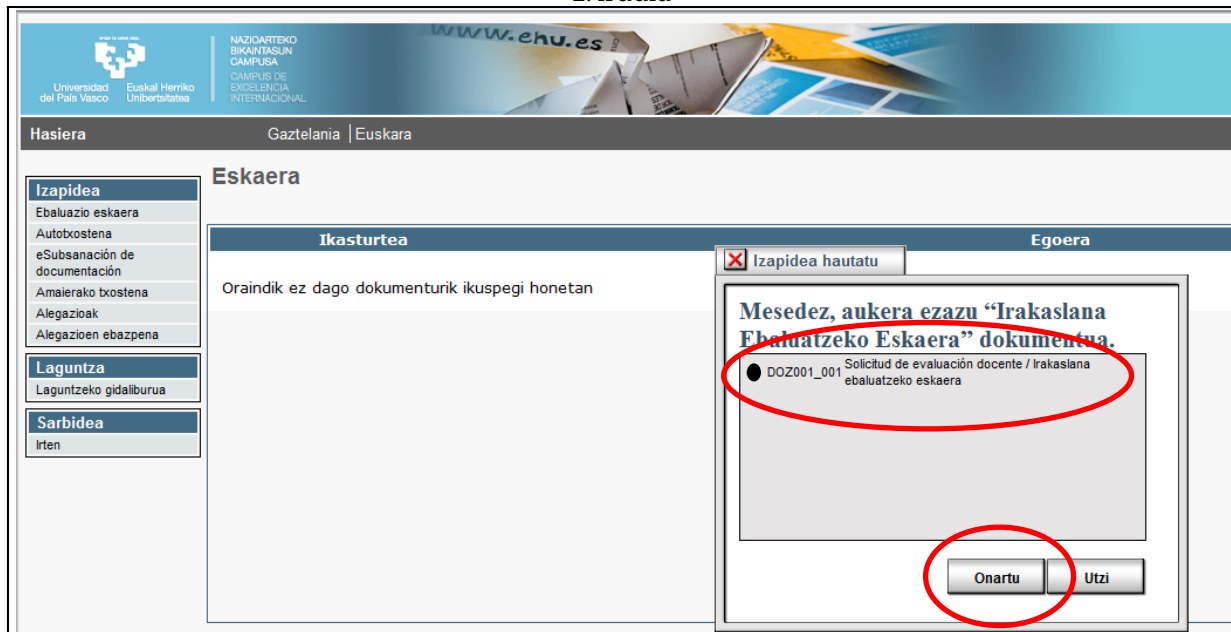 www.ehu.es
Universidad
del País Vasco
Euskal Herriko
Unibertsitatea
NAZIOARTEKO
BIKAINTASUN
CAMPUSA
CAMPUS DE
EXCELENCIA
INTERNACIONAL
Hasiera
Gaztelania | Euskara
Izapidea
Ebaluazio eskaera
Autotxostena
eSubsanación de
documentación
Amaierako txostena
Alegazioak
Alegazioen ebazpena
Laguntza
Laguntzeko gidaliburua
Sarbidea
Irten
Eskaera
Ikasturtea Egoera
Oraindik ez dago dokumenturik ikuspegi honetan
Izapidea hautatu
Mesedez, aukera ezazu “Irakaslana
Ebaluatzeko Eskaera” dokumentua.
DOZ001_001 Solicitud de evaluación docente / Irakaslana
ebaluatzeko eskaera
Onartu Utzi